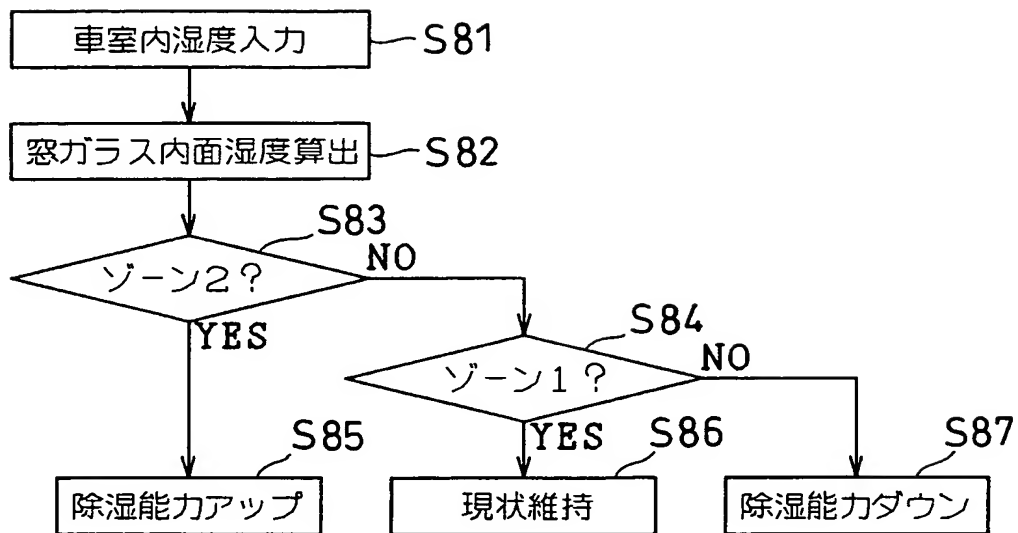 車室内湿度入力 S81
窓ガラス内面湿度算出 S82
S83
ゾーン2? NO
YES
S84
ゾーン1? NO
YES
S85 S86 S87
除湿能力アップ 現状維持 除湿能力ダウン